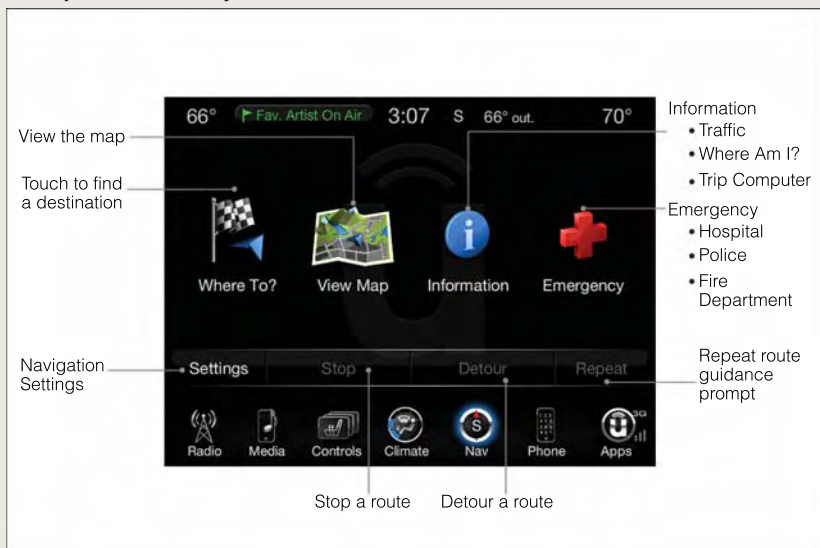 66°
Fav. Artist On Air
3:07
S
66° out.
70°
View the map
Touch to find
a destination
Information
• Traffic
• Where Am I?
• Trip Computer
Emergency
• Hospital
• Police
• Fire
Department
Where To?
View Map
Information
Emergency
Navigation
Settings
Settings
Stop
Detour
Repeat
Repeat route
guidance
prompt
S
3G
Radio
Media
Controls
Climate
Nav
Phone
Apps
Stop a route
Detour a route